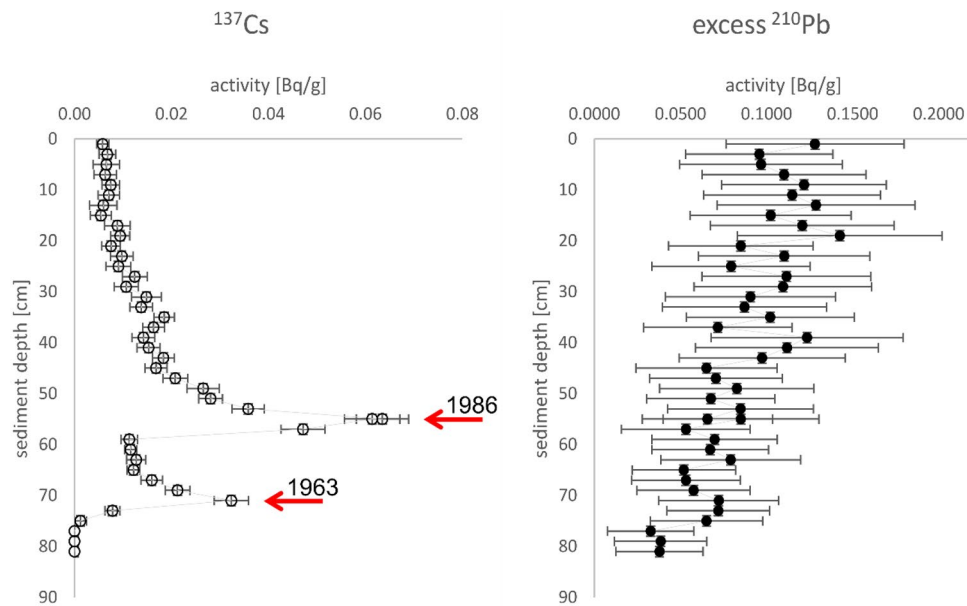 ¹³⁷Cs
activity [Bq/g]
0.00 0.02 0.04 0.06 0.08
0
10
20
30
40
50
60
70
80
90
sediment depth [cm]
1986
1963
excess ²¹⁰Pb
activity [Bq/g]
0.0000 0.0500 0.1000 0.1500 0.2000
0
10
20
30
40
50
60
70
80
90
sediment depth [cm]